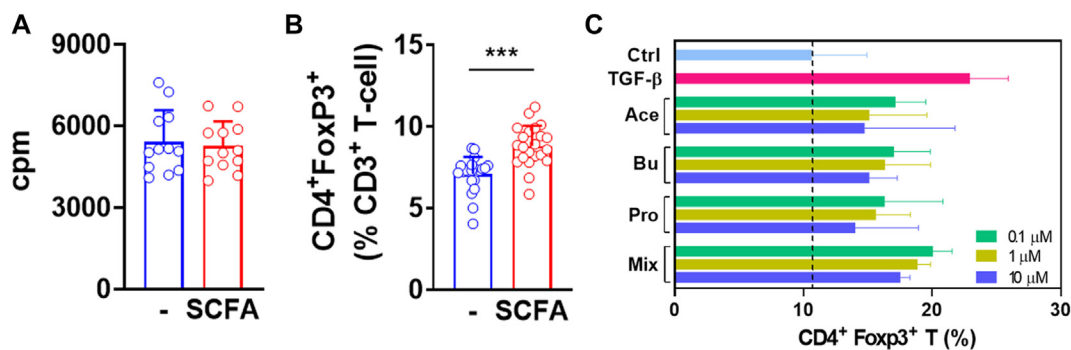 A
cpm
9000
6000
3000
0
- SCFA
B
CD4⁺FoxP3⁺
(% CD3⁺ T-cell)
15
10
5
0
***
- SCFA
C
Ctrl
TGF-β
Ace
Bu
Pro
Mix
0.1 μM
1 μM
10 μM
0 10 20 30
CD4⁺ Foxp3⁺ T (%)